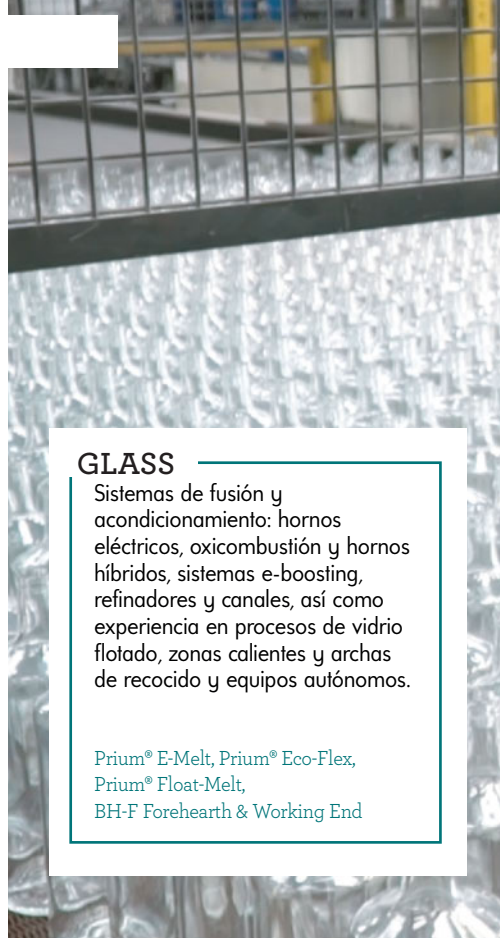 GLASS
Sistemas de fusión y
acondicionamiento: hornos
eléctricos, oxicombustión y hornos
híbridos, sistemas e-boosting,
refinadores y canales, así como
experiencia en procesos de vidrio
flotado, zonas calientes y archas
de recocido y equipos autónomos.
Prium® E-Melt, Prium® Eco-Flex,
Prium® Float-Melt,
BH-F Forehearth & Working End